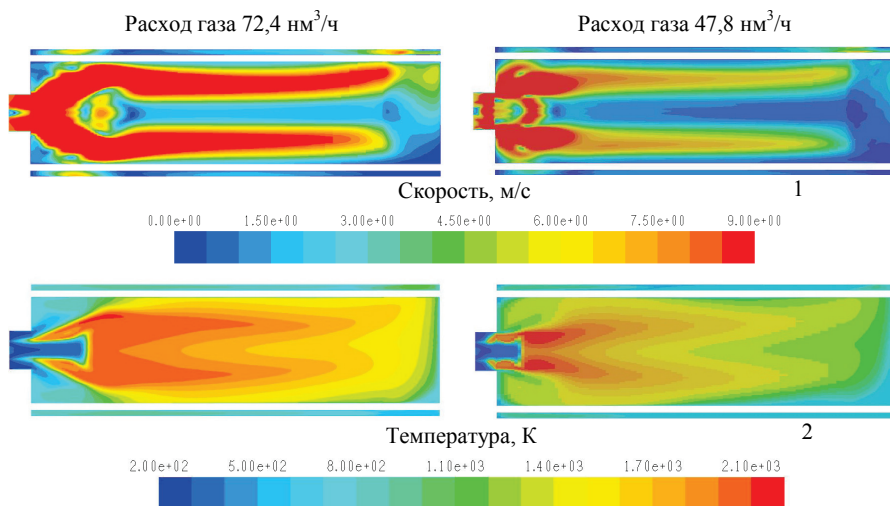 Расход газа 72,4 нм³/ч Расход газа 47,8 нм³/ч
Скорость, м/с 1
0.00e+00 1.50e+00 3.00e+00 4.50e+00 6.00e+00 7.50e+00 9.00e+00
Температура, К 2
2.00e+02 5.00e+02 8.00e+02 1.10e+03 1.40e+03 1.70e+03 2.10e+03